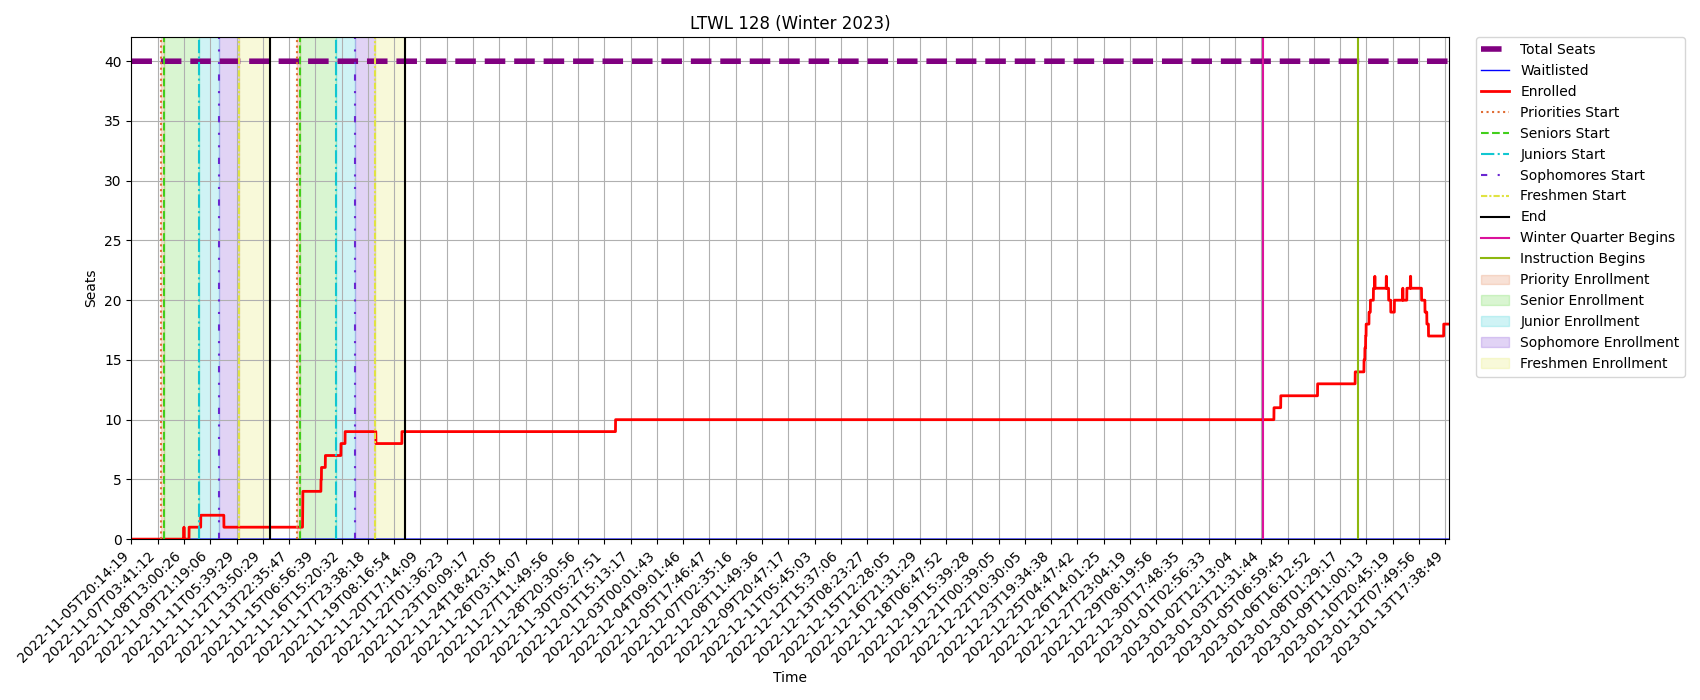 LTWL 128 (Winter 2023)
Seats
40
35
30
25
20
15
10
5
0
2022-11-05T20:14:19
2022-11-07T03:41:12
2022-11-08T13:00:26
2022-11-09T21:19:06
2022-11-11T05:39:29
2022-11-12T13:50:29
2022-11-13T22:35:47
2022-11-15T06:56:39
2022-11-16T15:20:32
2022-11-17T23:38:18
2022-11-19T08:16:54
2022-11-20T17:14:09
2022-11-22T01:36:23
2022-11-23T10:09:17
2022-11-24T18:42:05
2022-11-26T03:14:07
2022-11-27T11:49:56
2022-11-28T20:30:56
2022-11-30T05:27:51
2022-12-01T15:13:17
2022-12-03T00:01:43
2022-12-04T09:01:46
2022-12-05T17:46:47
2022-12-07T02:35:16
2022-12-08T11:49:36
2022-12-09T20:47:17
2022-12-11T05:45:03
2022-12-12T15:37:06
2022-12-14T08:23:27
2022-12-15T12:28:05
2022-12-16T21:31:29
2022-12-18T06:47:52
2022-12-19T15:39:28
2022-12-21T00:39:05
2022-12-22T10:30:05
2022-12-23T19:34:38
2022-12-25T04:47:42
2022-12-26T14:01:25
2022-12-27T23:04:19
2022-12-29T08:19:56
2022-12-30T17:48:35
2023-01-01T02:56:33
2023-01-02T12:13:04
2023-01-03T21:31:44
2023-01-05T06:59:45
2023-01-06T16:12:52
2023-01-08T01:29:17
2023-01-09T11:00:13
2023-01-10T20:45:19
2023-01-12T07:49:56
2023-01-13T17:38:49
Time
Total Seats
Waitlisted
Enrolled
Priorities Start
Seniors Start
Juniors Start
Sophomores Start
Freshmen Start
End
Winter Quarter Begins
Instruction Begins
Priority Enrollment
Senior Enrollment
Junior Enrollment
Sophomore Enrollment
Freshmen Enrollment